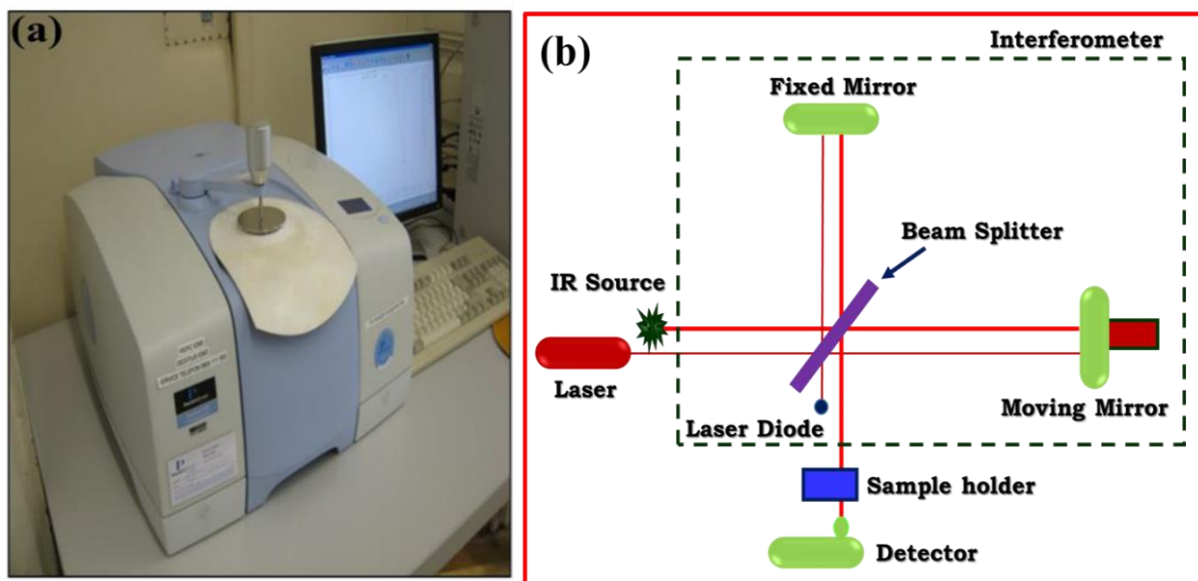 (a)
(b)
Interferometer
Fixed Mirror
Beam Splitter
IR Source
Laser
Moving Mirror
Laser Diode
Sample holder
Detector